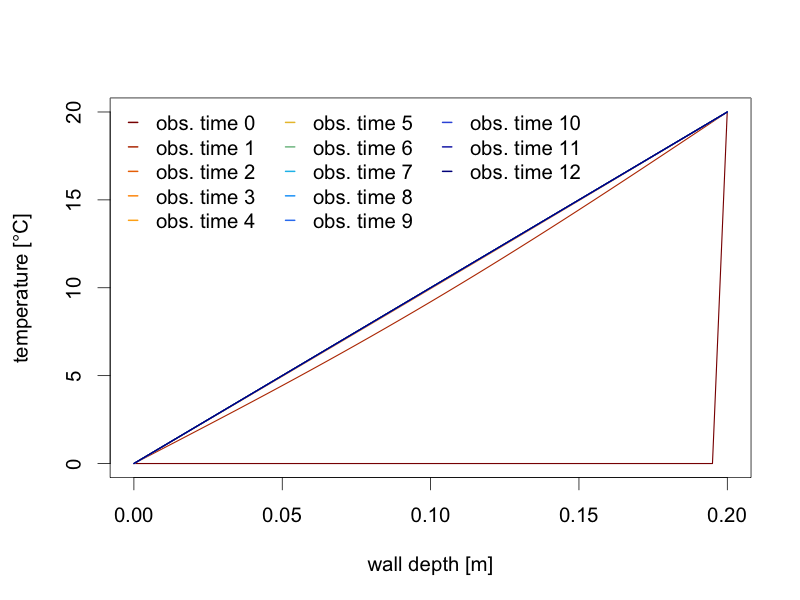 obs. time 0
obs. time 1
obs. time 2
obs. time 3
obs. time 4
obs. time 5
obs. time 6
obs. time 7
obs. time 8
obs. time 9
obs. time 10
obs. time 11
obs. time 12
temperature [°C]
20
15
10
5
0
0.00 0.05 0.10 0.15 0.20
wall depth [m]